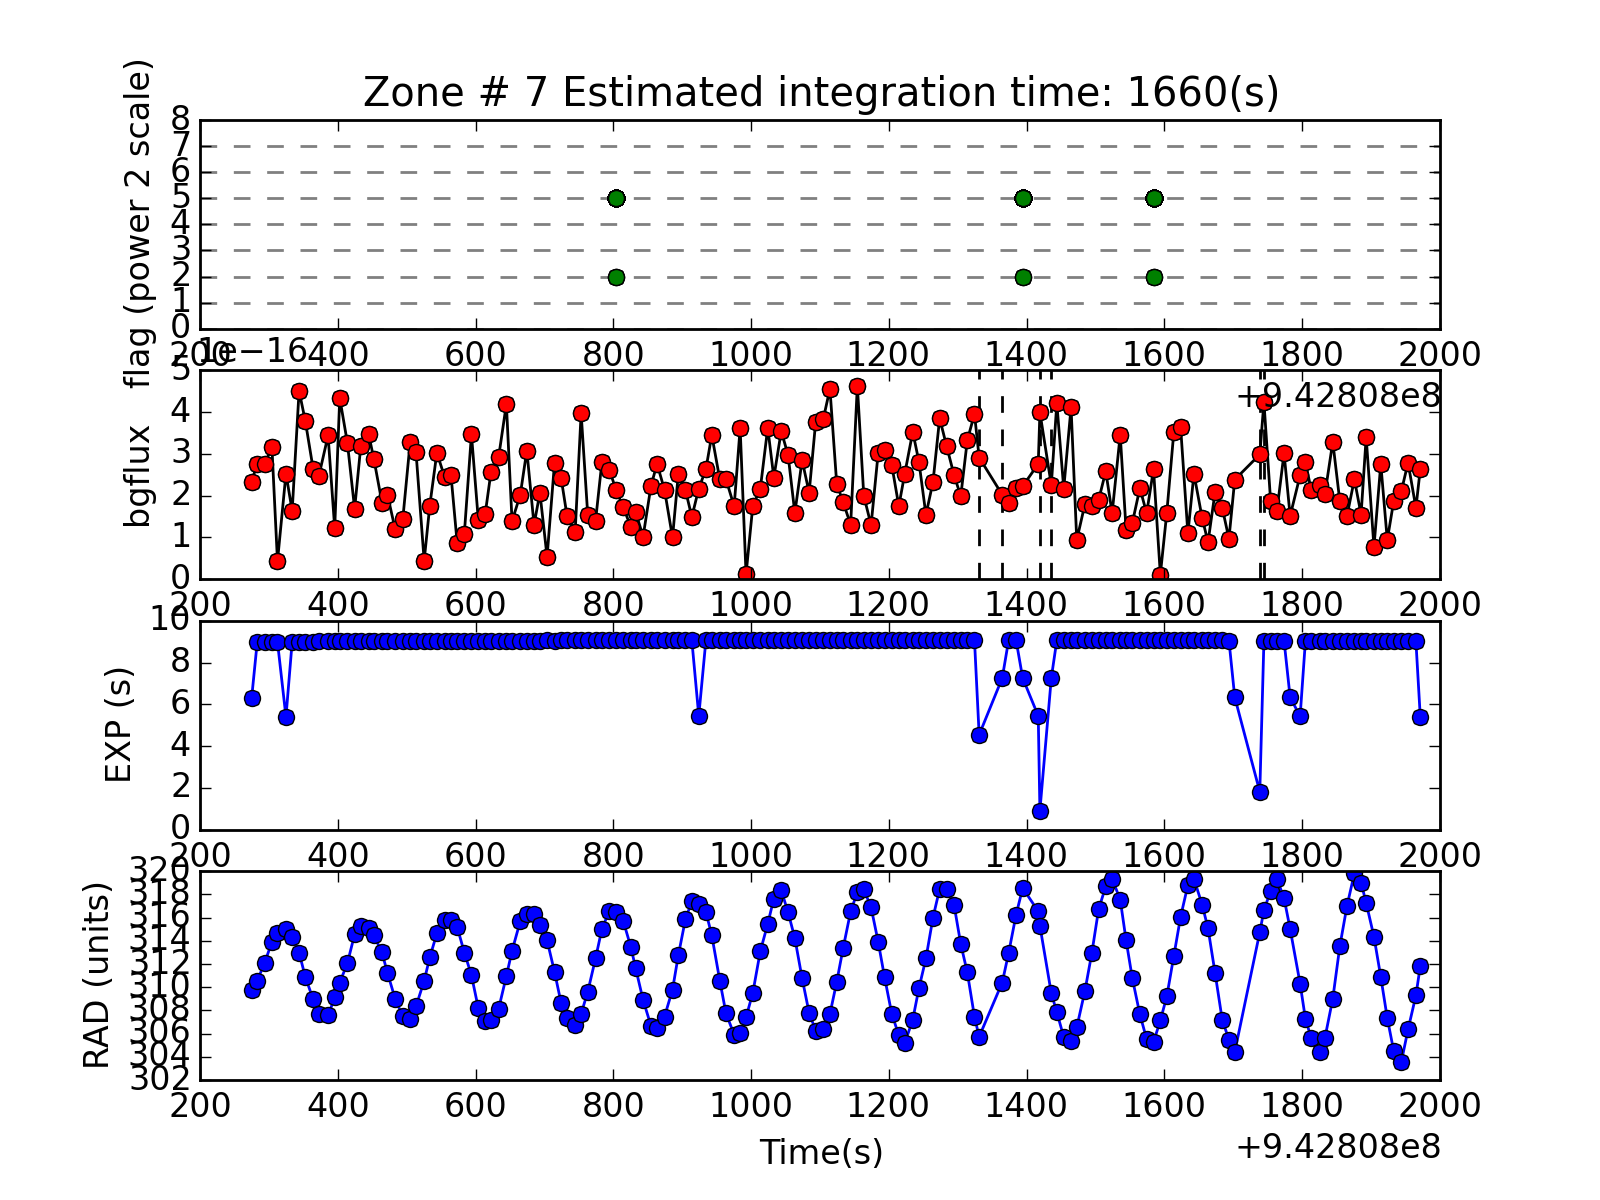 Zone # 7 Estimated integration time: 1660(s)
flag (power 2 scale)
8
7
6
5
4
3
2
1
0
200 400 600 800 1000 1200 1400 1600 1800 2000
1e−16
+9.42808e8
bgflux
5
4
3
2
1
0
200 400 600 800 1000 1200 1400 1600 1800 2000
EXP (s)
10
8
6
4
2
0
200 400 600 800 1000 1200 1400 1600 1800 2000
RAD (units)
320
318
316
314
312
310
308
306
304
302
200 400 600 800 1000 1200 1400 1600 1800 2000
Time(s)
+9.42808e8